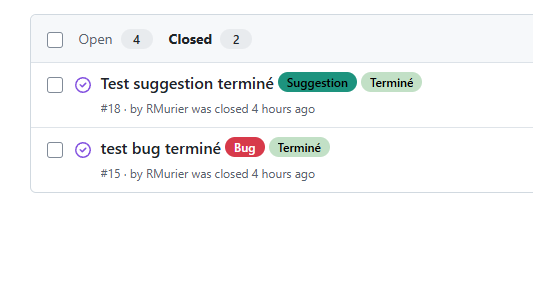 Open 4 Closed 2
Test suggestion terminé Suggestion Terminé
#18 · by RMurier was closed 4 hours ago
test bug terminé Bug Terminé
#15 · by RMurier was closed 4 hours ago